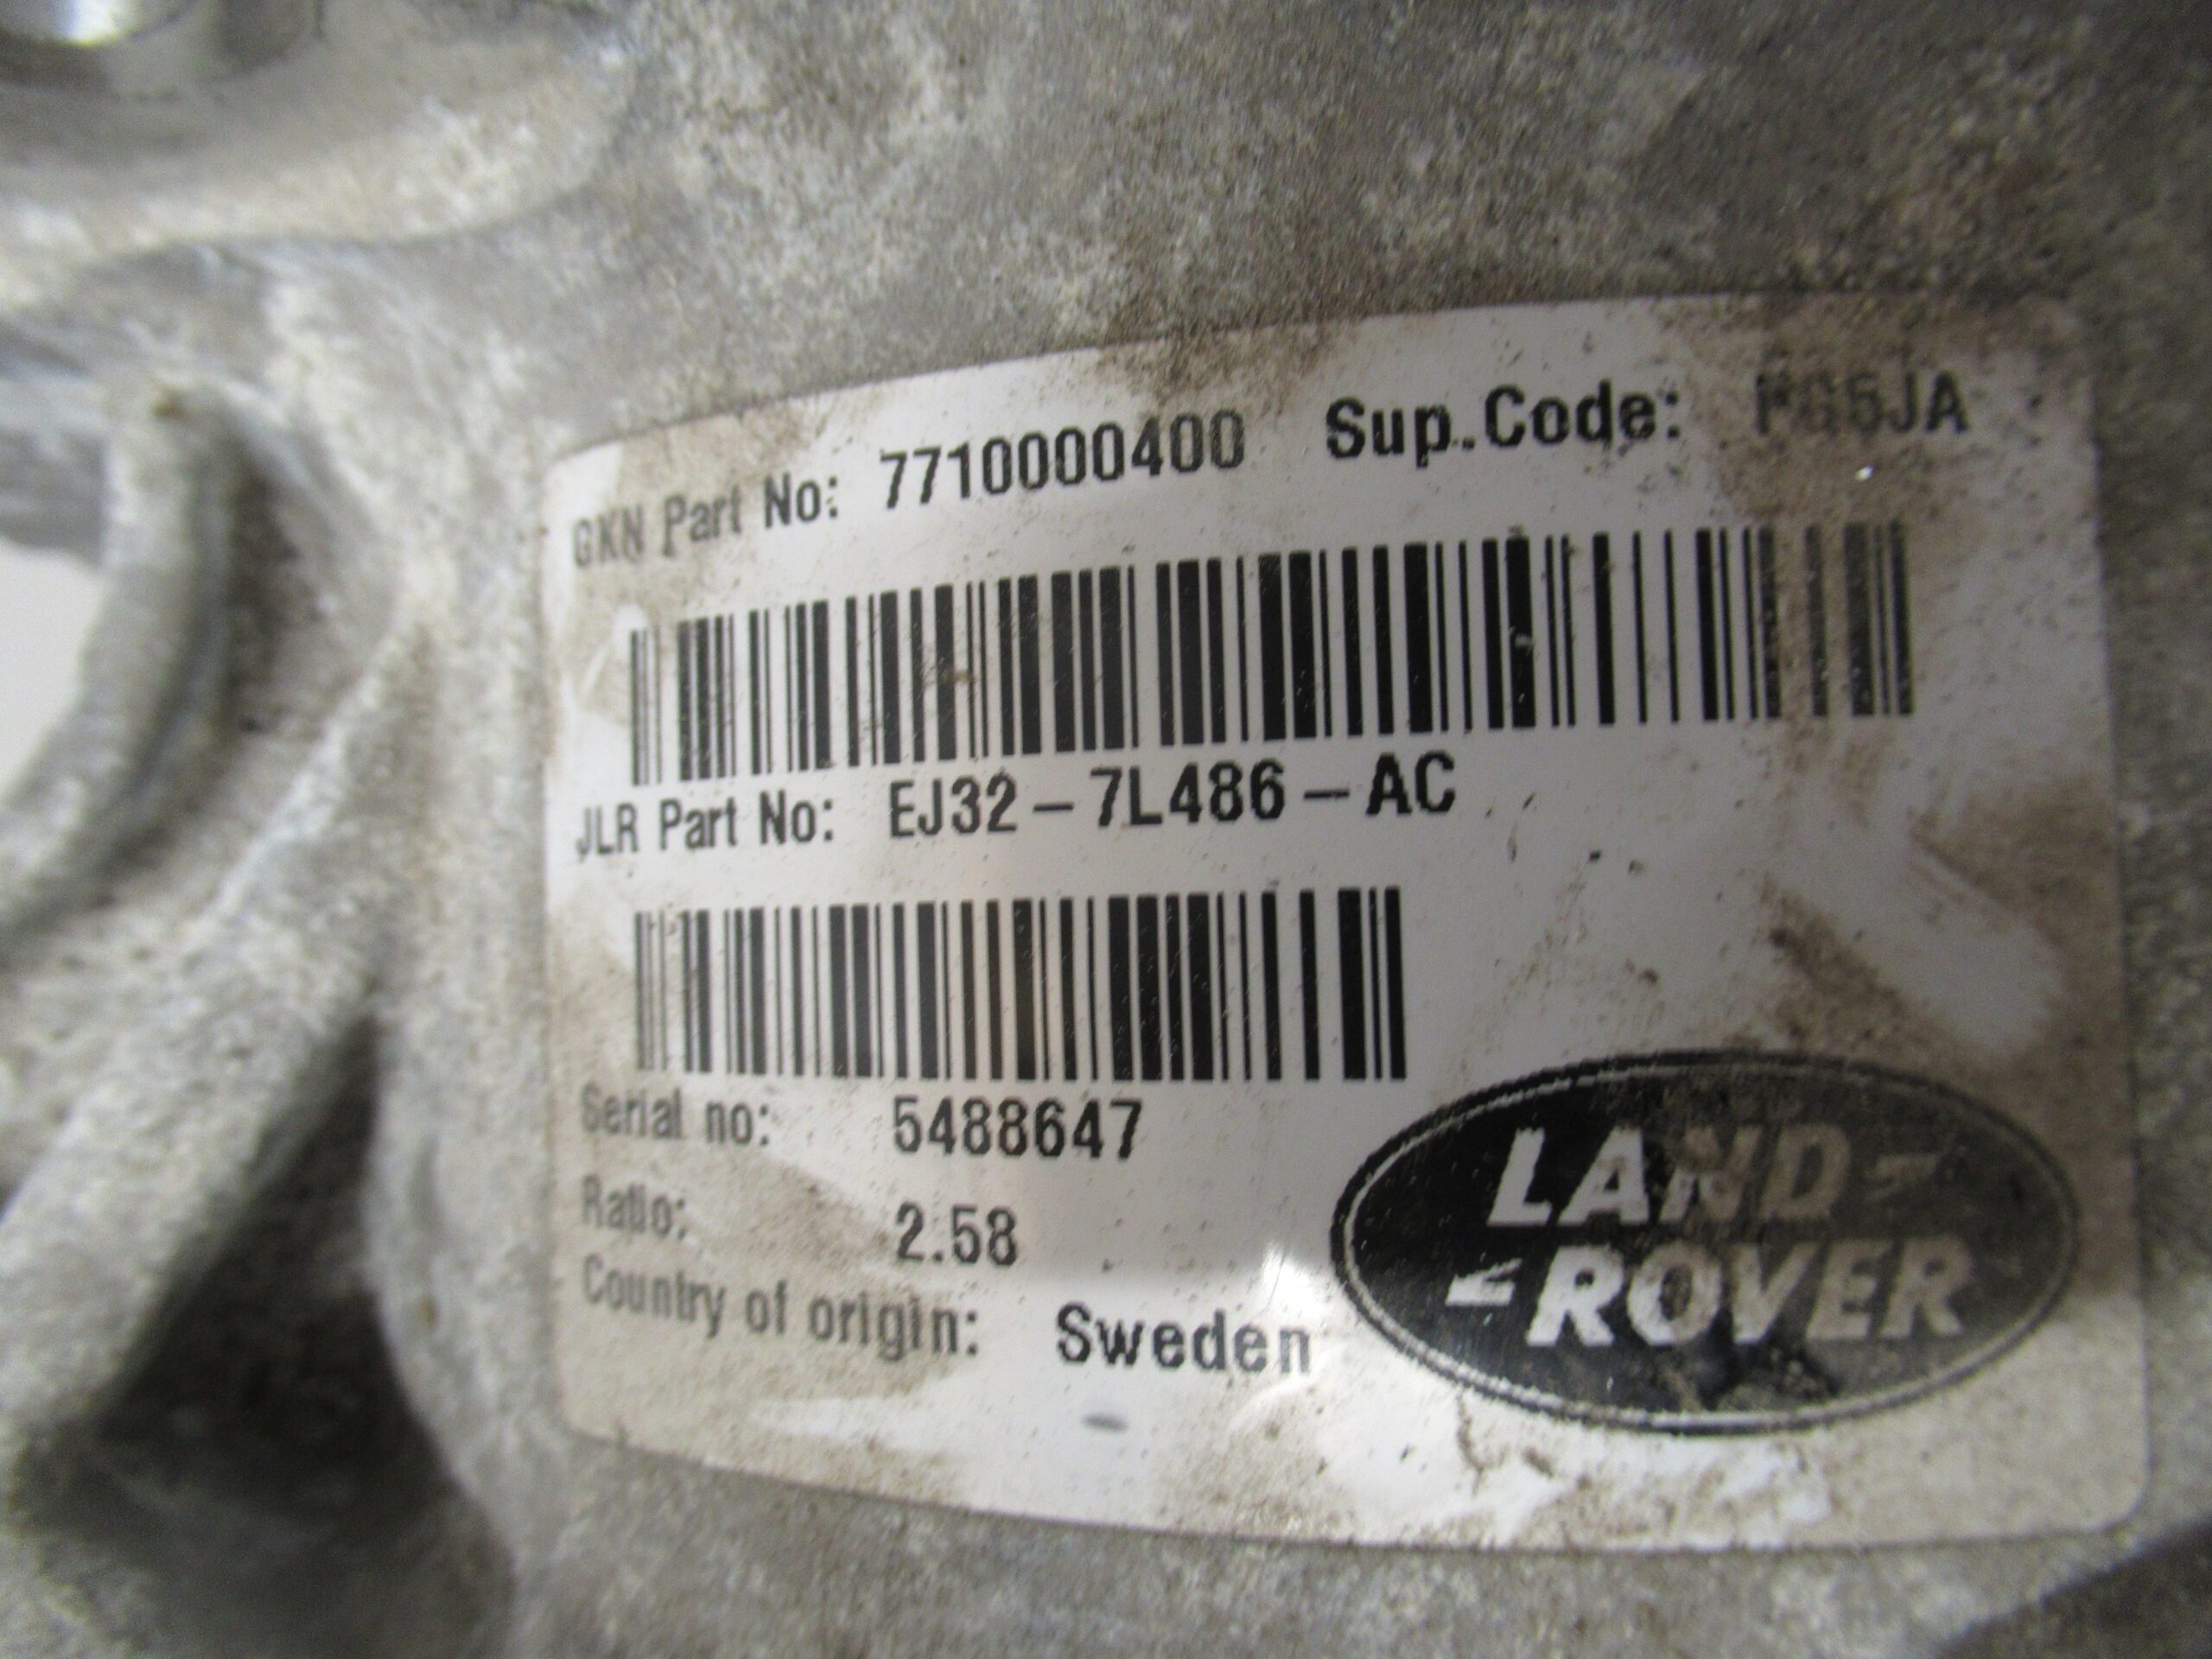 GKN Part No: 7710000400 Sup.Code:
JLR Part No: EJ32-7L486-AC
Serial no: 5488647
Ratio: 2.58
Country of origin: Sweden
LAND
ROVER